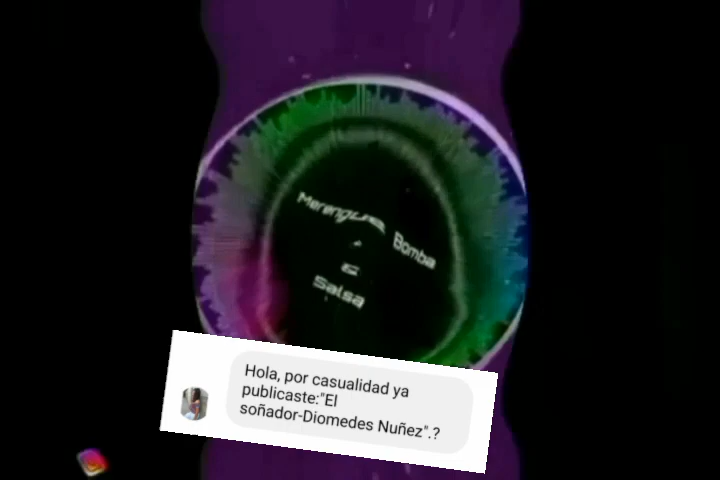 Merengue Bomba
&
Salsa
Hola, por casualidad ya
publicaste:"El
soñador-Diomedes Nuñez".?